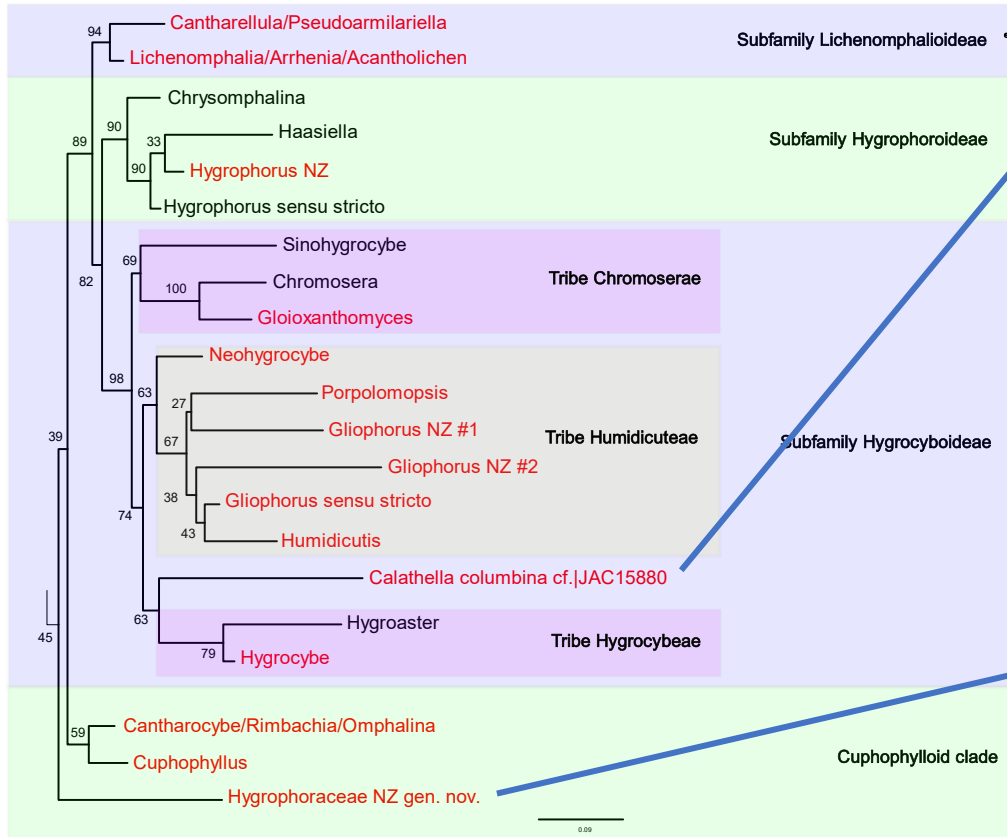 94
Cantharellula/Pseudoarmilariella
Lichenomphalia/Arrhenia/Acantholichen
Subfamily Lichenomphalioideae
89
90
Chrysomphalina
33
Haasiella
90
Hygrophorus NZ
Hygrophorus sensu stricto
Subfamily Hygrophoroideae
82
69
Sinohygrocybe
100
Chromosera
Gloioxanthomyces
Tribe Chromoserae
98
63
Neohygrocybe
27
Porpolomopsis
Gliophorus NZ #1
67
Gliophorus NZ #2
38
Gliophorus sensu stricto
43
Humidicutis
Tribe Humidicuteae
Subfamily Hygrocyboideae
39
74
Calathella columbina cf.|JAC15880
63
Hygroaster
79
Hygrocybe
Tribe Hygrocybeae
45
59
Cantharocybe/Rimbachia/Omphalina
Cuphophyllus
Cuphophylloid clade
Hygrophoraceae NZ gen. nov.
0.09